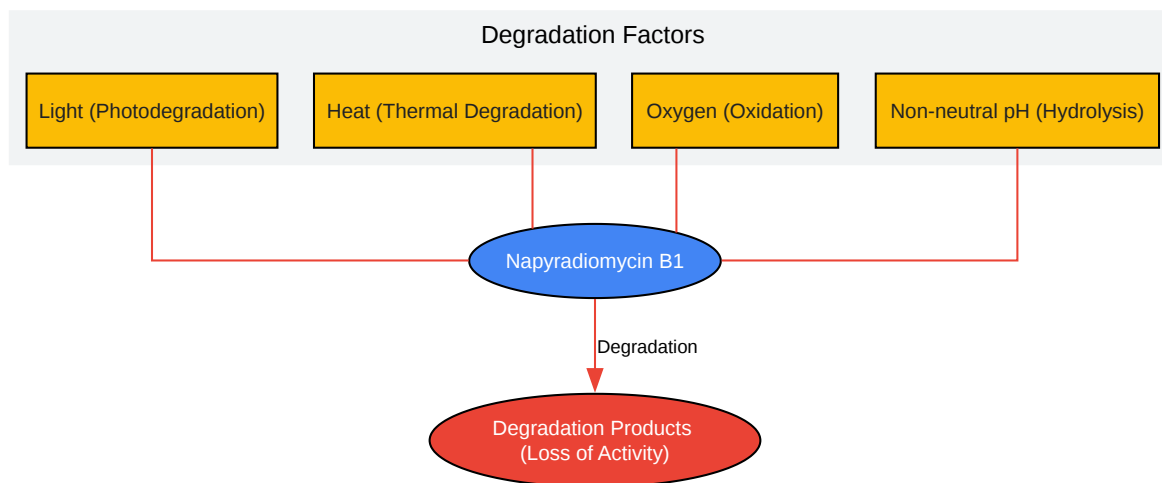 Degradation Factors
Light (Photodegradation)
Heat (Thermal Degradation)
Oxygen (Oxidation)
Non-neutral pH (Hydrolysis)
Napyradiomycin B1
Degradation
Degradation Products
(Loss of Activity)